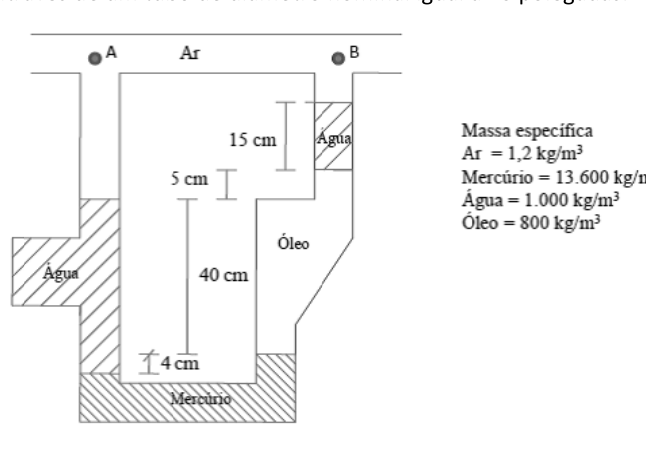 A
Ar
B
15 cm
Água
5 cm
Óleo
Água
40 cm
4 cm
Mercúrio
Massa específica
Ar = 1,2 kg/m³
Mercúrio = 13.600 kg/n
Água = 1.000 kg/m³
Óleo = 800 kg/m³